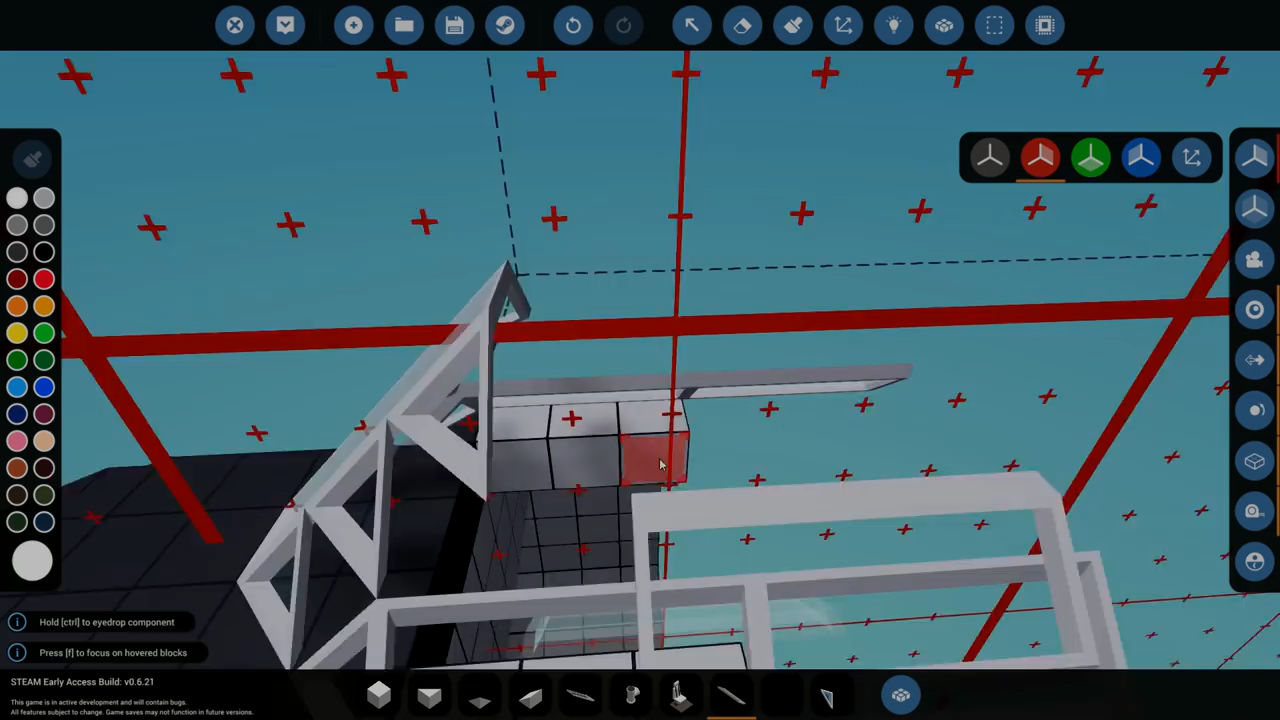 Hold [ctrl] to eyedrop component
Press [f] to focus on hovered blocks
STEAM Early Access Build: v0.6.21
This game is in active development and will contain bugs.
All features subject to change. Game saves may not function in future versions.